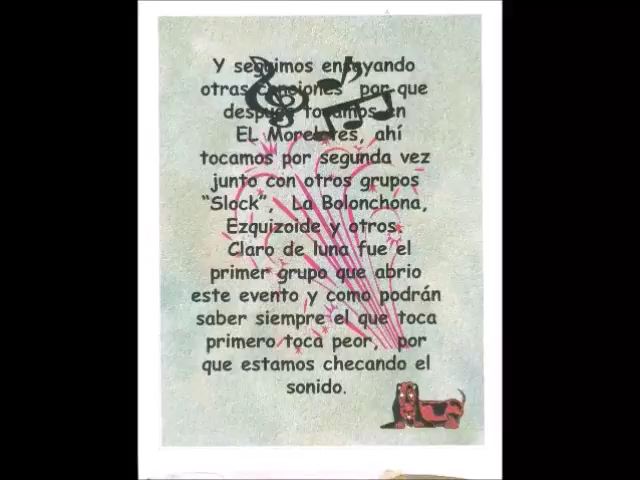 Y seguimos ensayando
otras canciones por que
después tocamos en
EL Morelotes, ahí
tocamos por segunda vez
junto con otros grupos
"Slock", La Bolonchona,
Ezquizoide y otros.
Claro de luna fue el
primer grupo que abrio
este evento y como podrán
saber siempre el que toca
primero toca peor, por
que estamos checando el
sonido.